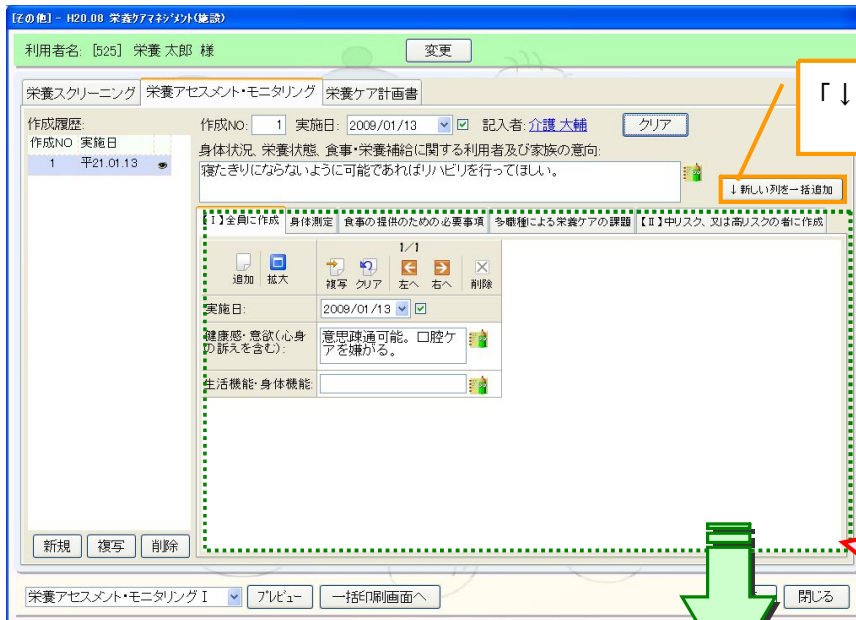 [その他] - H20.08 栄養ケアマネジメント(施設)
利用者名: [525] 栄養 太郎 様
変更
栄養スクリーニング 栄養アセスメント・モニタリング 栄養ケア計画書
「↓
作成履歴:
作成NO 実施日
1 平21.01.13
作成NO: 1 実施日: 2009/01/13 記入者: 介護 大輔 クリア
身体状況、栄養状態、食事・栄養補給に関する利用者及び家族の意向:
寝たきりにならないように可能であればリハビリを行ってほしい。
↓新しい列を一括追加
【Ⅰ】全員に作成 身体測定 食事の提供のための必要事項 多職種による栄養ケアの課題 【Ⅱ】中リスク、又は高リスクの者に作成
1/1
追加 拡大 複写 クリア 左へ 右へ 削除
実施日: 2009/01/13
健康感・意欲(心身の訴えを含む):
意思疎通可能。口腔ケアを嫌がる。
生活機能・身体機能:
新規 複写 削除
栄養アセスメント・モニタリングⅠ プレビュー 一括印刷画面へ 閉じる